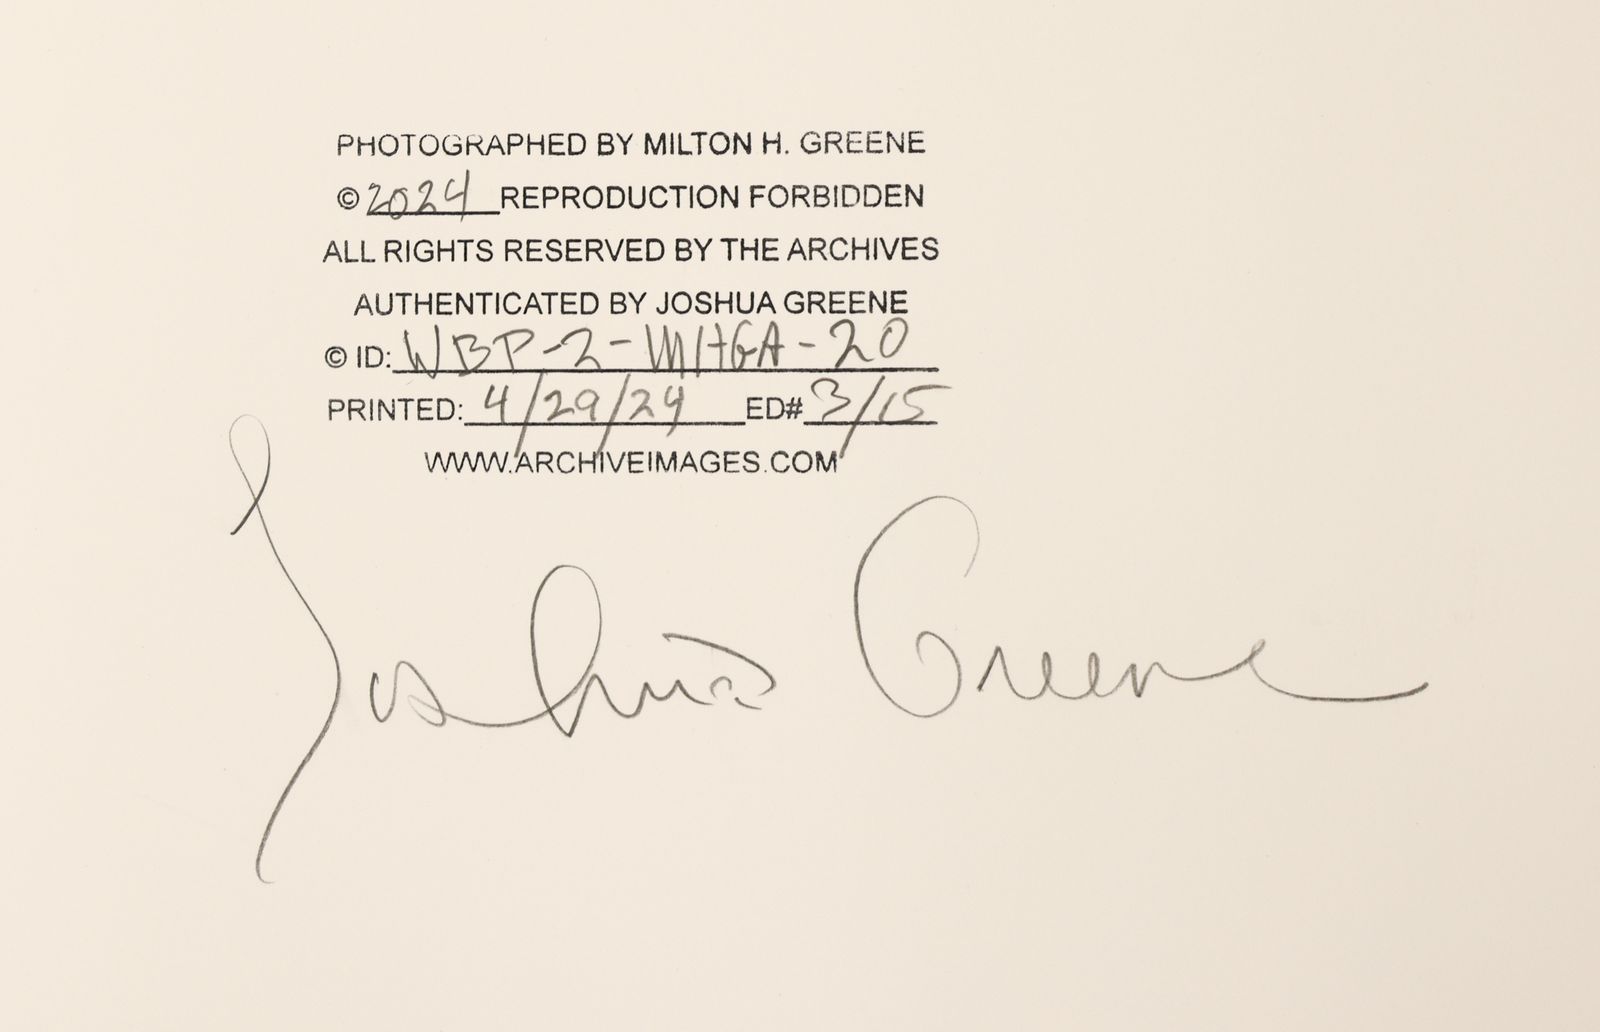 PHOTOGRAPHED BY MILTON H. GREENE
© 2024 REPRODUCTION FORBIDDEN
ALL RIGHTS RESERVED BY THE ARCHIVES
AUTHENTICATED BY JOSHUA GREENE
© ID: WBP-2-MHGA-20
PRINTED: 4/29/24 ED# 3/15
WWW.ARCHIVEIMAGES.COM
Joshua Greene